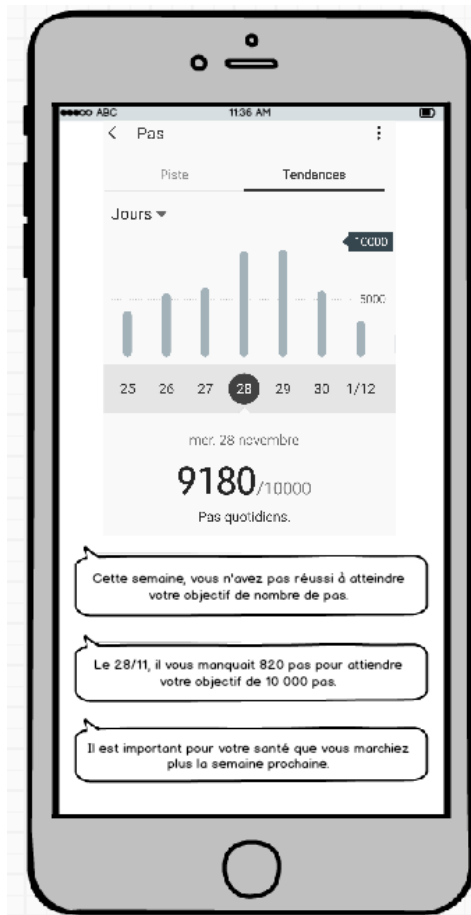 ABC 11:36 AM
< Pas
Piste Tendances
Jours
10000
5000
25 26 27 28 29 30 1/12
mer. 28 novembre
9180/10000
Pas quotidiens.
Cette semaine, vous n'avez pas réussi à atteindre
votre objectif de nombre de pas.
Le 28/11, il vous manquait 820 pas pour attiendre
votre objectif de 10 000 pas.
Il est important pour votre santé que vous marchiez
plus la semaine prochaine.